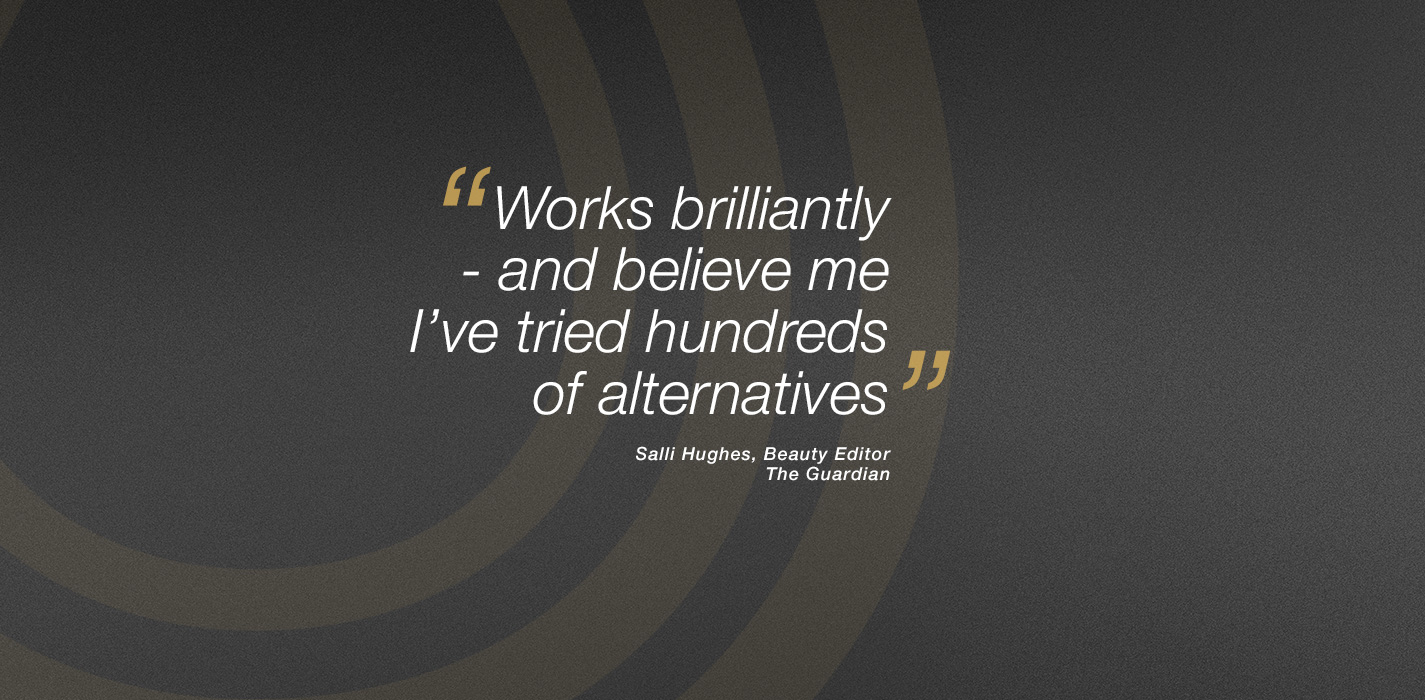 “Works brilliantly
- and believe me
I’ve tried hundreds
of alternatives”
Salli Hughes, Beauty Editor
The Guardian